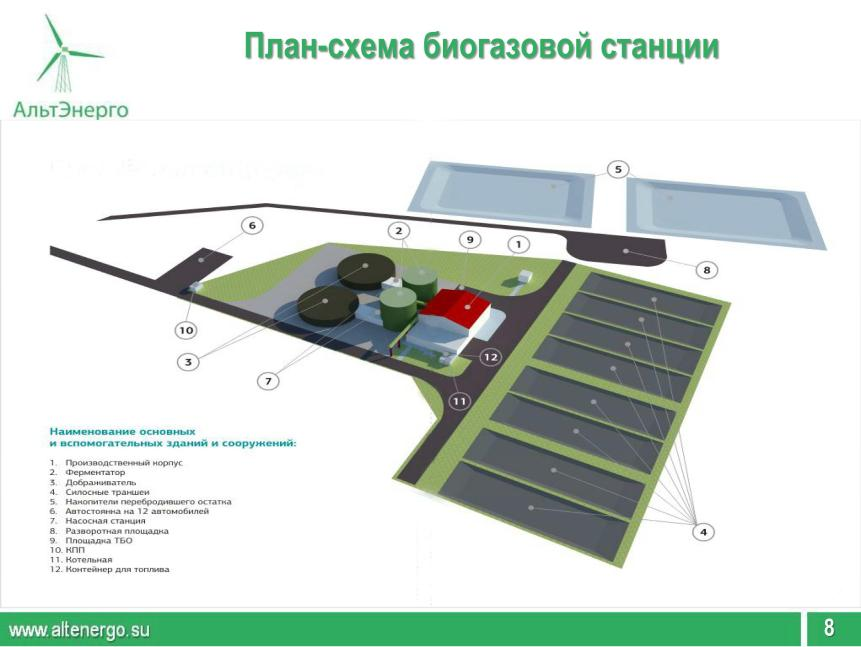 План-схема биогазовой станции
АльтЭнерго
5
6
2
9
1
8
10
3
7
12
11
4
Наименование основных
и вспомогательных зданий и сооружений:
1. Производственный корпус
2. Ферментатор
3. Дображиватель
4. Силосные траншеи
5. Накопители перебродившего остатка
6. Автостоянка на 12 автомобилей
7. Насосная станция
8. Разворотная площадка
9. Площадка ТБО
10. КПП
11. Котельная
12. Контейнер для топлива
www.altenergo.su
8